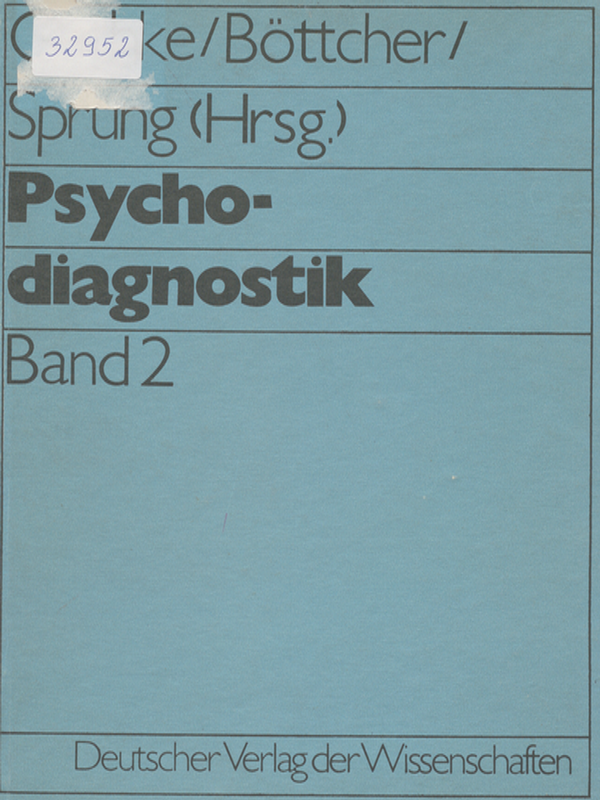 32952
Böttcher/
Sprung (Hrsg.)
Psycho-
diagnostik
Band 2
Deutscher Verlag der Wissenschaften